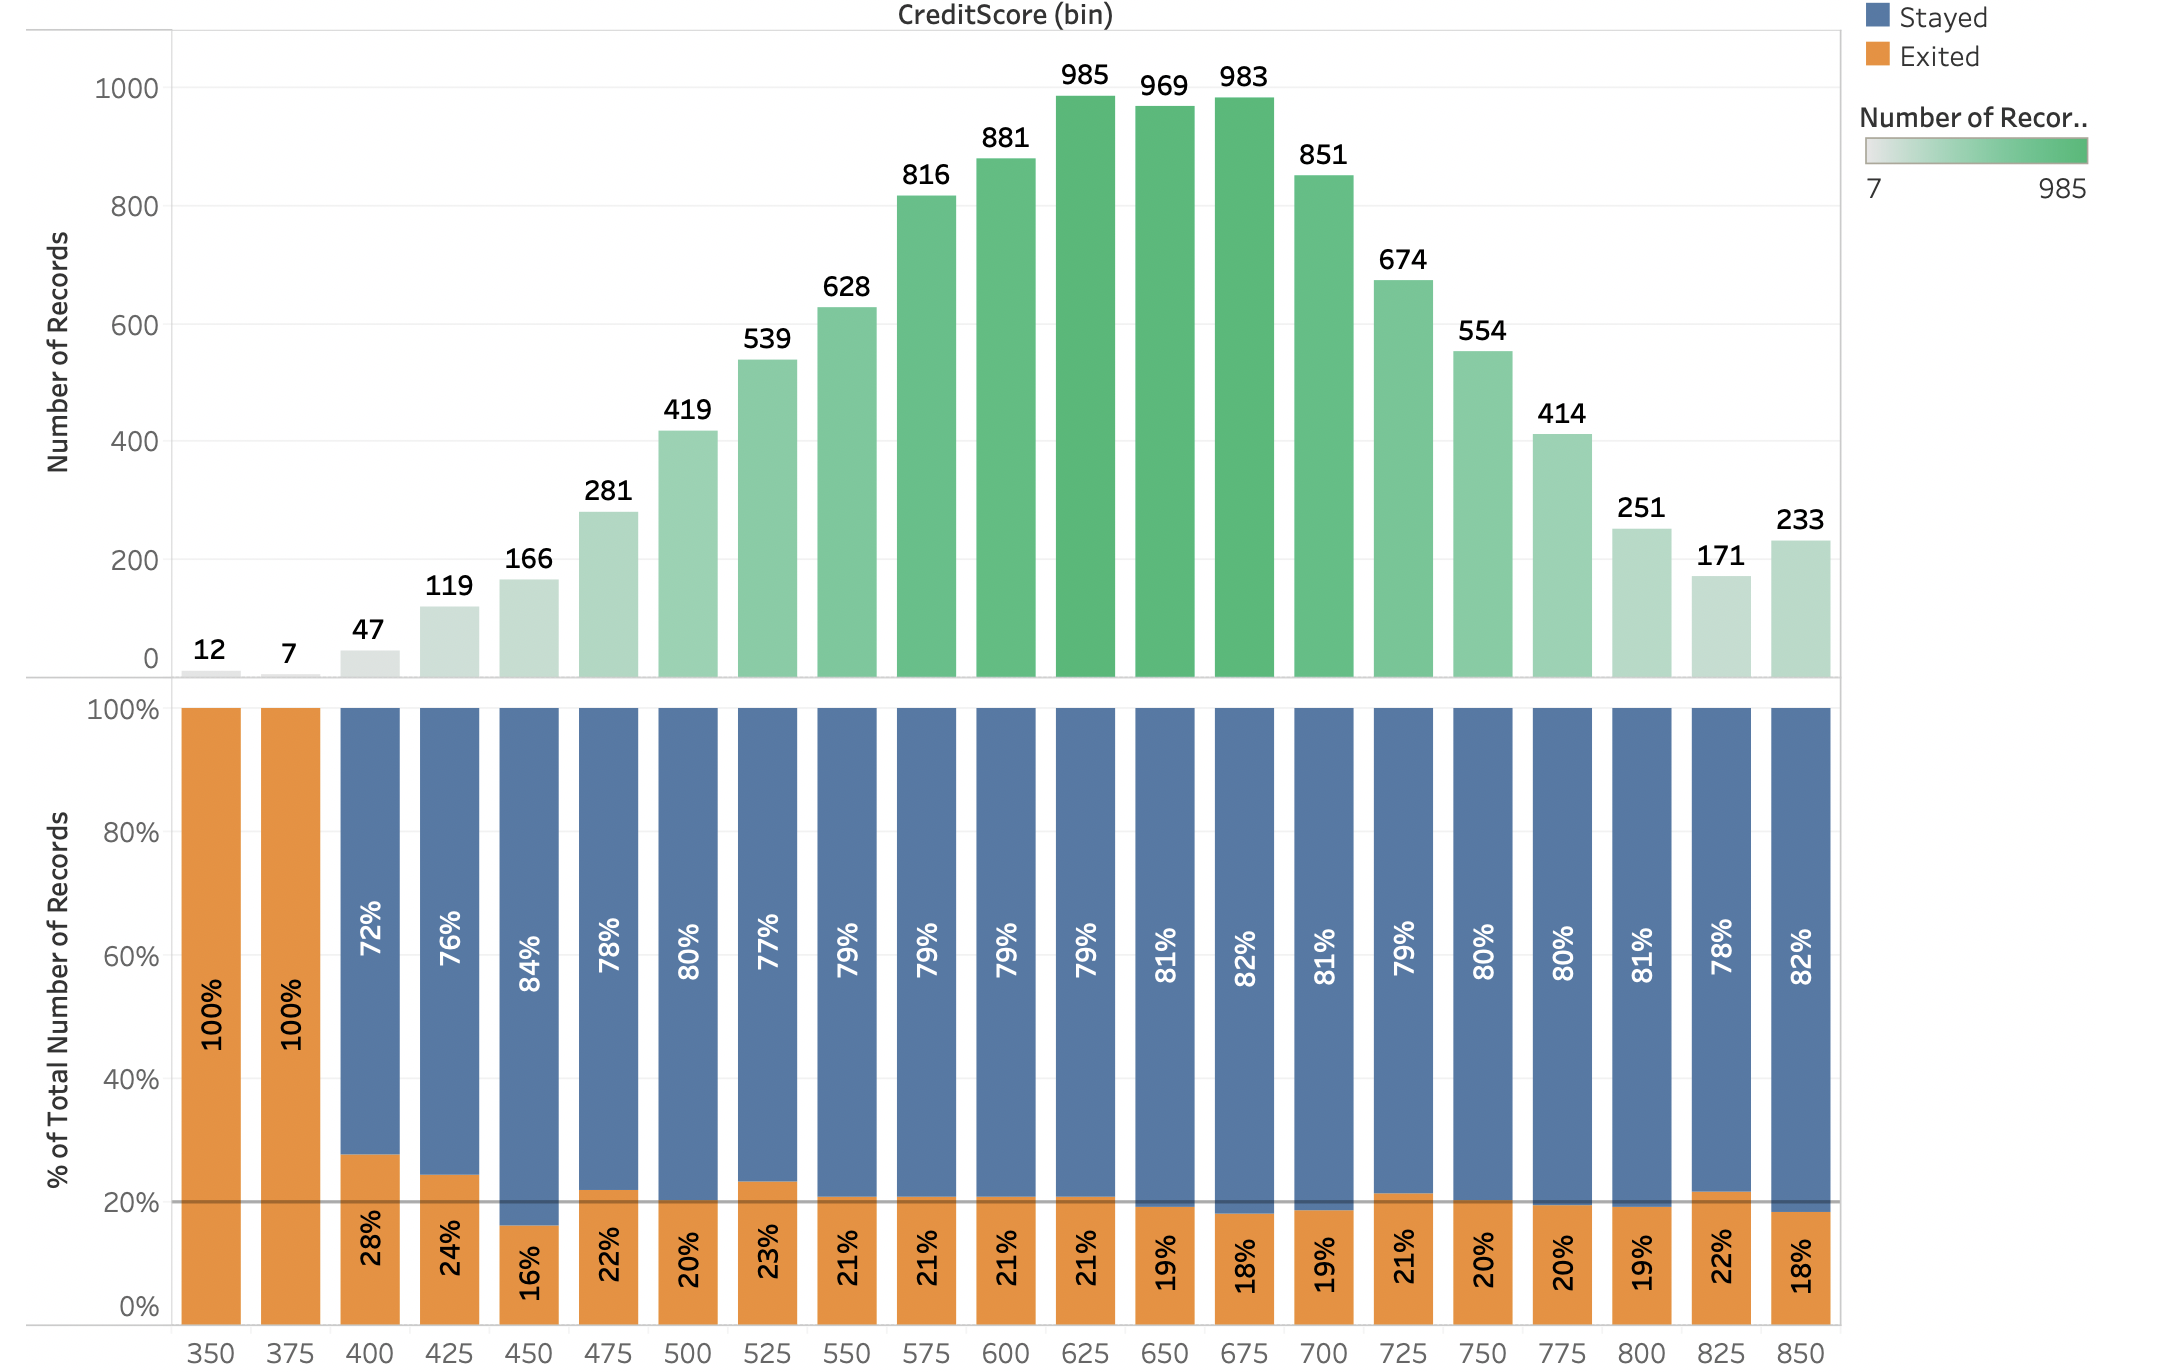 CreditScore (bin)
Stayed
Exited
Number of Recor..
7 985
Number of Records
1000
800
600
400
200
0
12 7 47 119 166 281 419 539 628 816 881 985 969 983 851 674 554 414 251 171 233
% of Total Number of Records
100%
80%
60%
40%
20%
0%
72% 76% 84% 78% 80% 77% 79% 79% 79% 79% 81% 82% 81% 79% 80% 80% 81% 78% 82%
100% 100% 28% 24% 16% 22% 20% 23% 21% 21% 21% 21% 19% 18% 19% 21% 20% 20% 19% 22% 18%
350 375 400 425 450 475 500 525 550 575 600 625 650 675 700 725 750 775 800 825 850